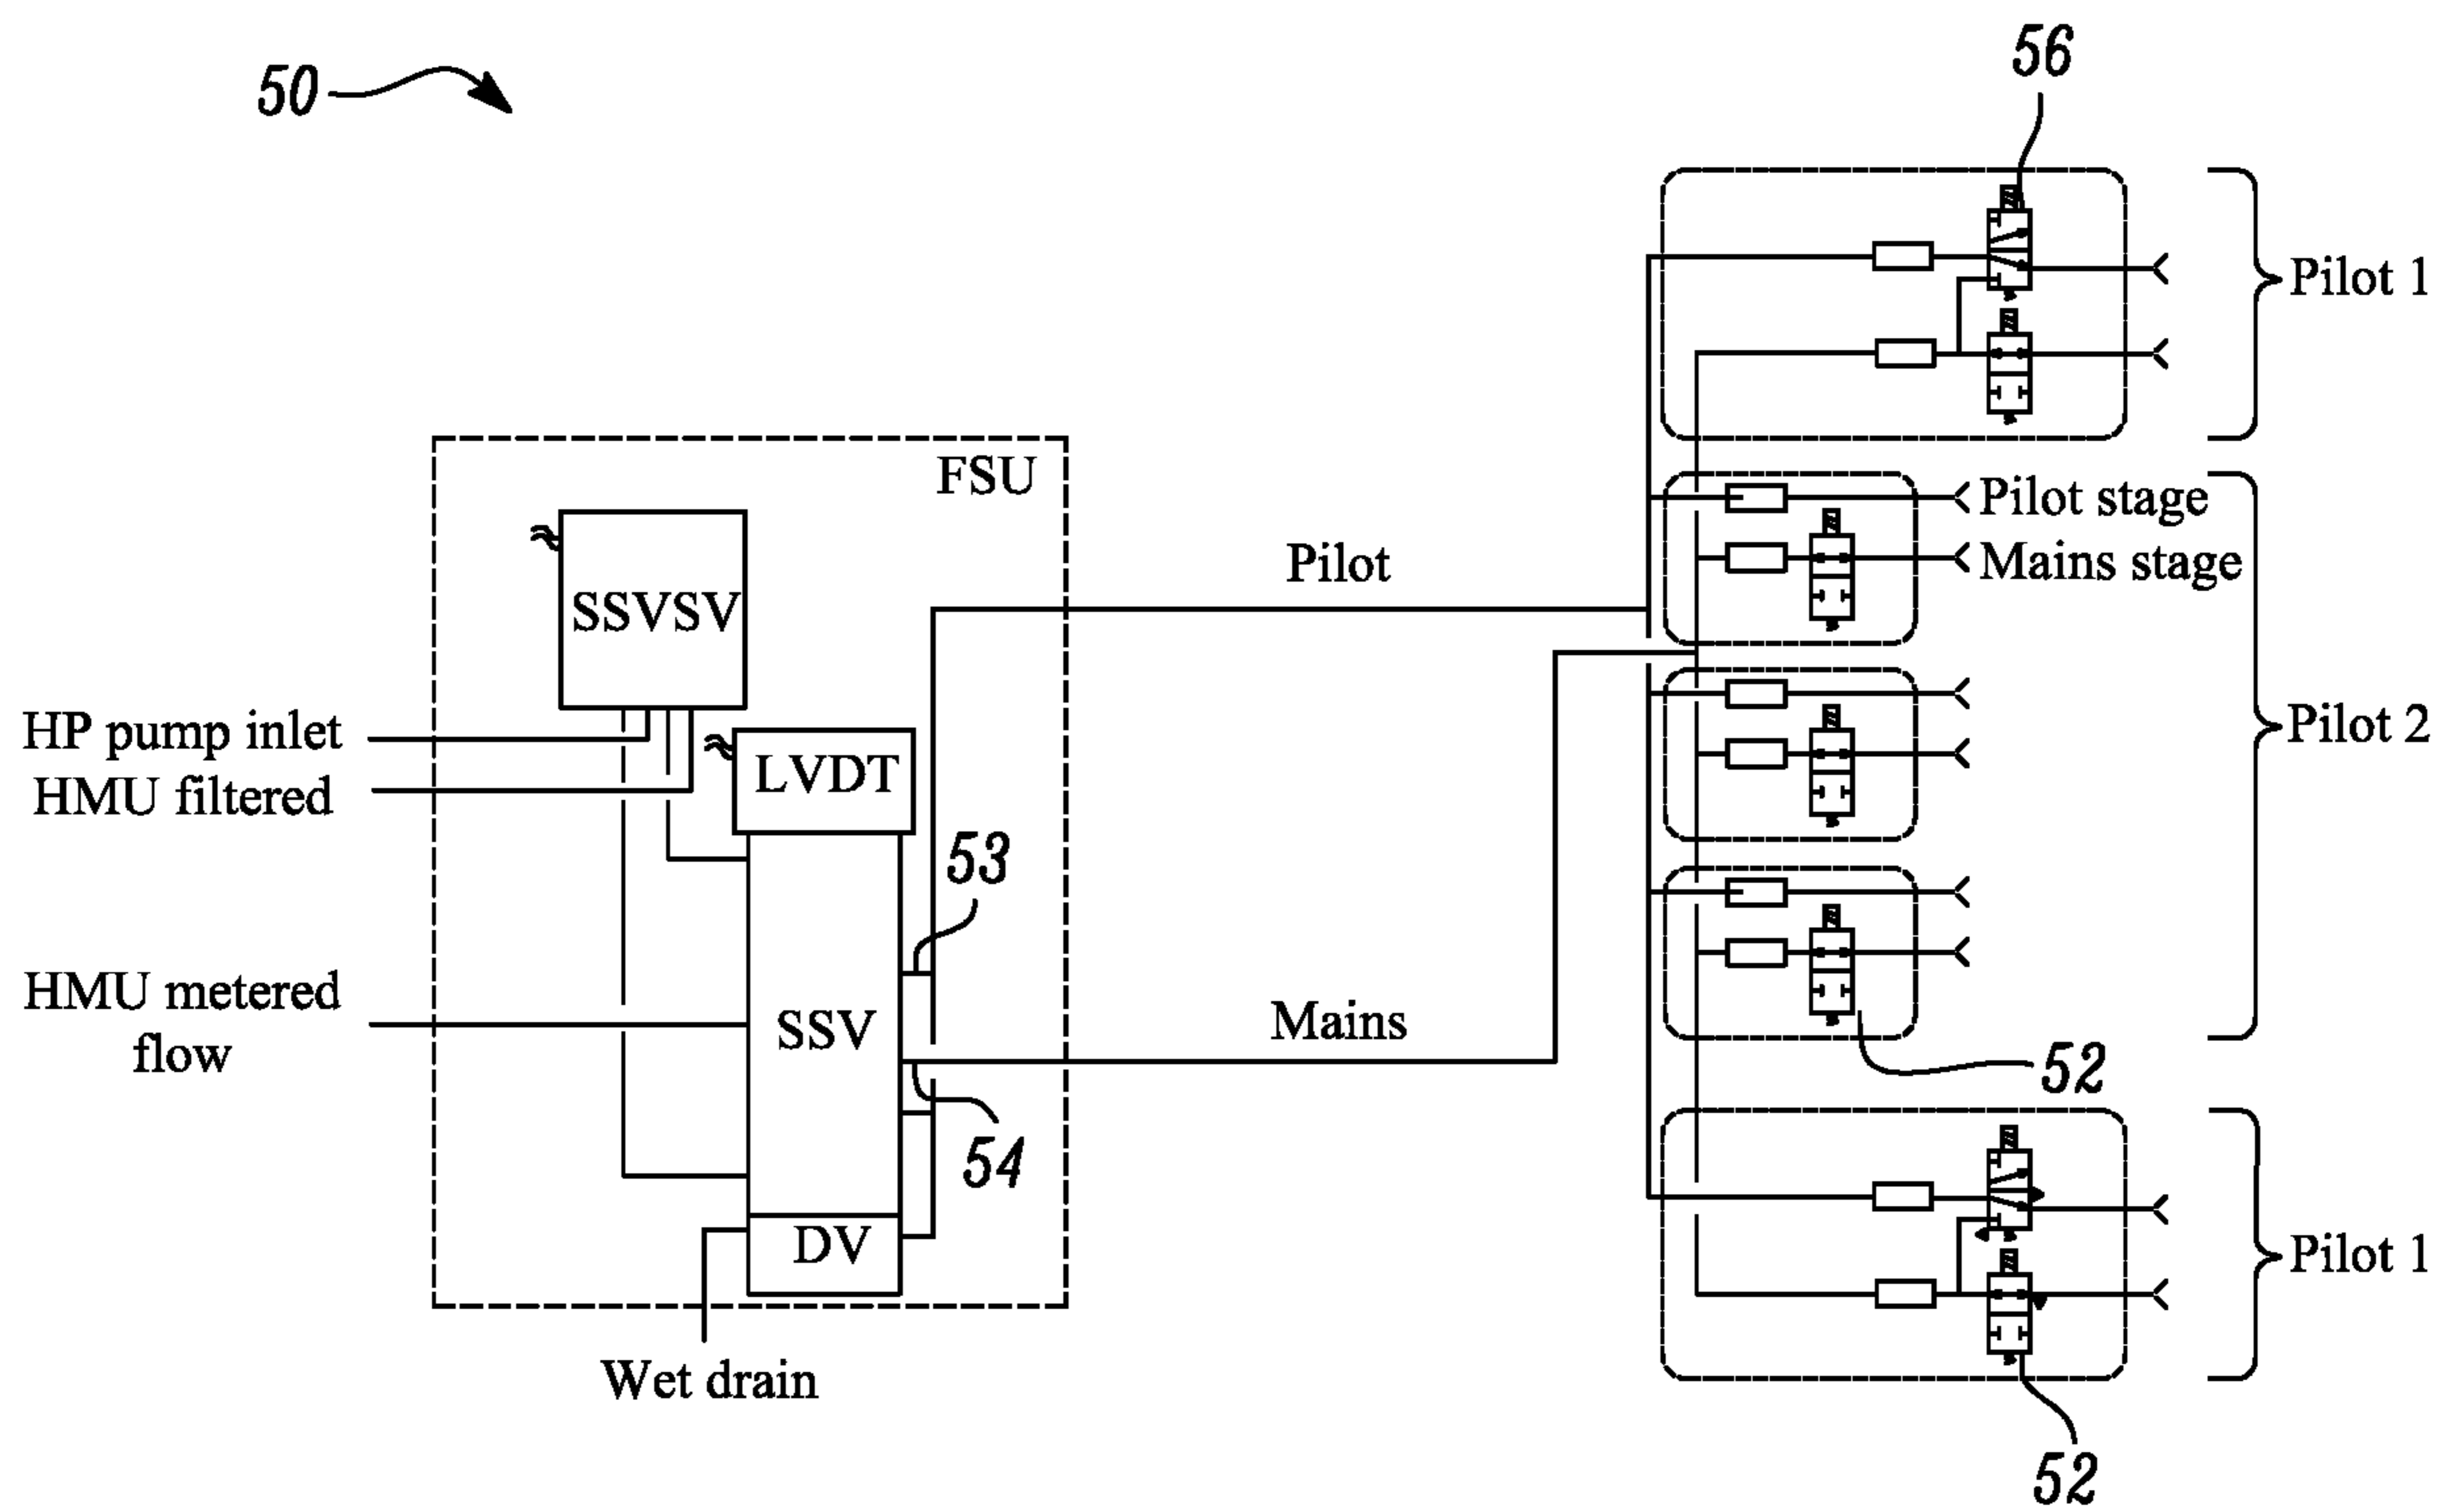 50
56
Pilot 1
FSU
Pilot stage
Pilot
Mains stage
SSVSV
HP pump inlet
Pilot 2
LVDT
HMU filtered
53
HMU metered
flow
SSV
Mains
52
54
DV
Pilot 1
Wet drain
52